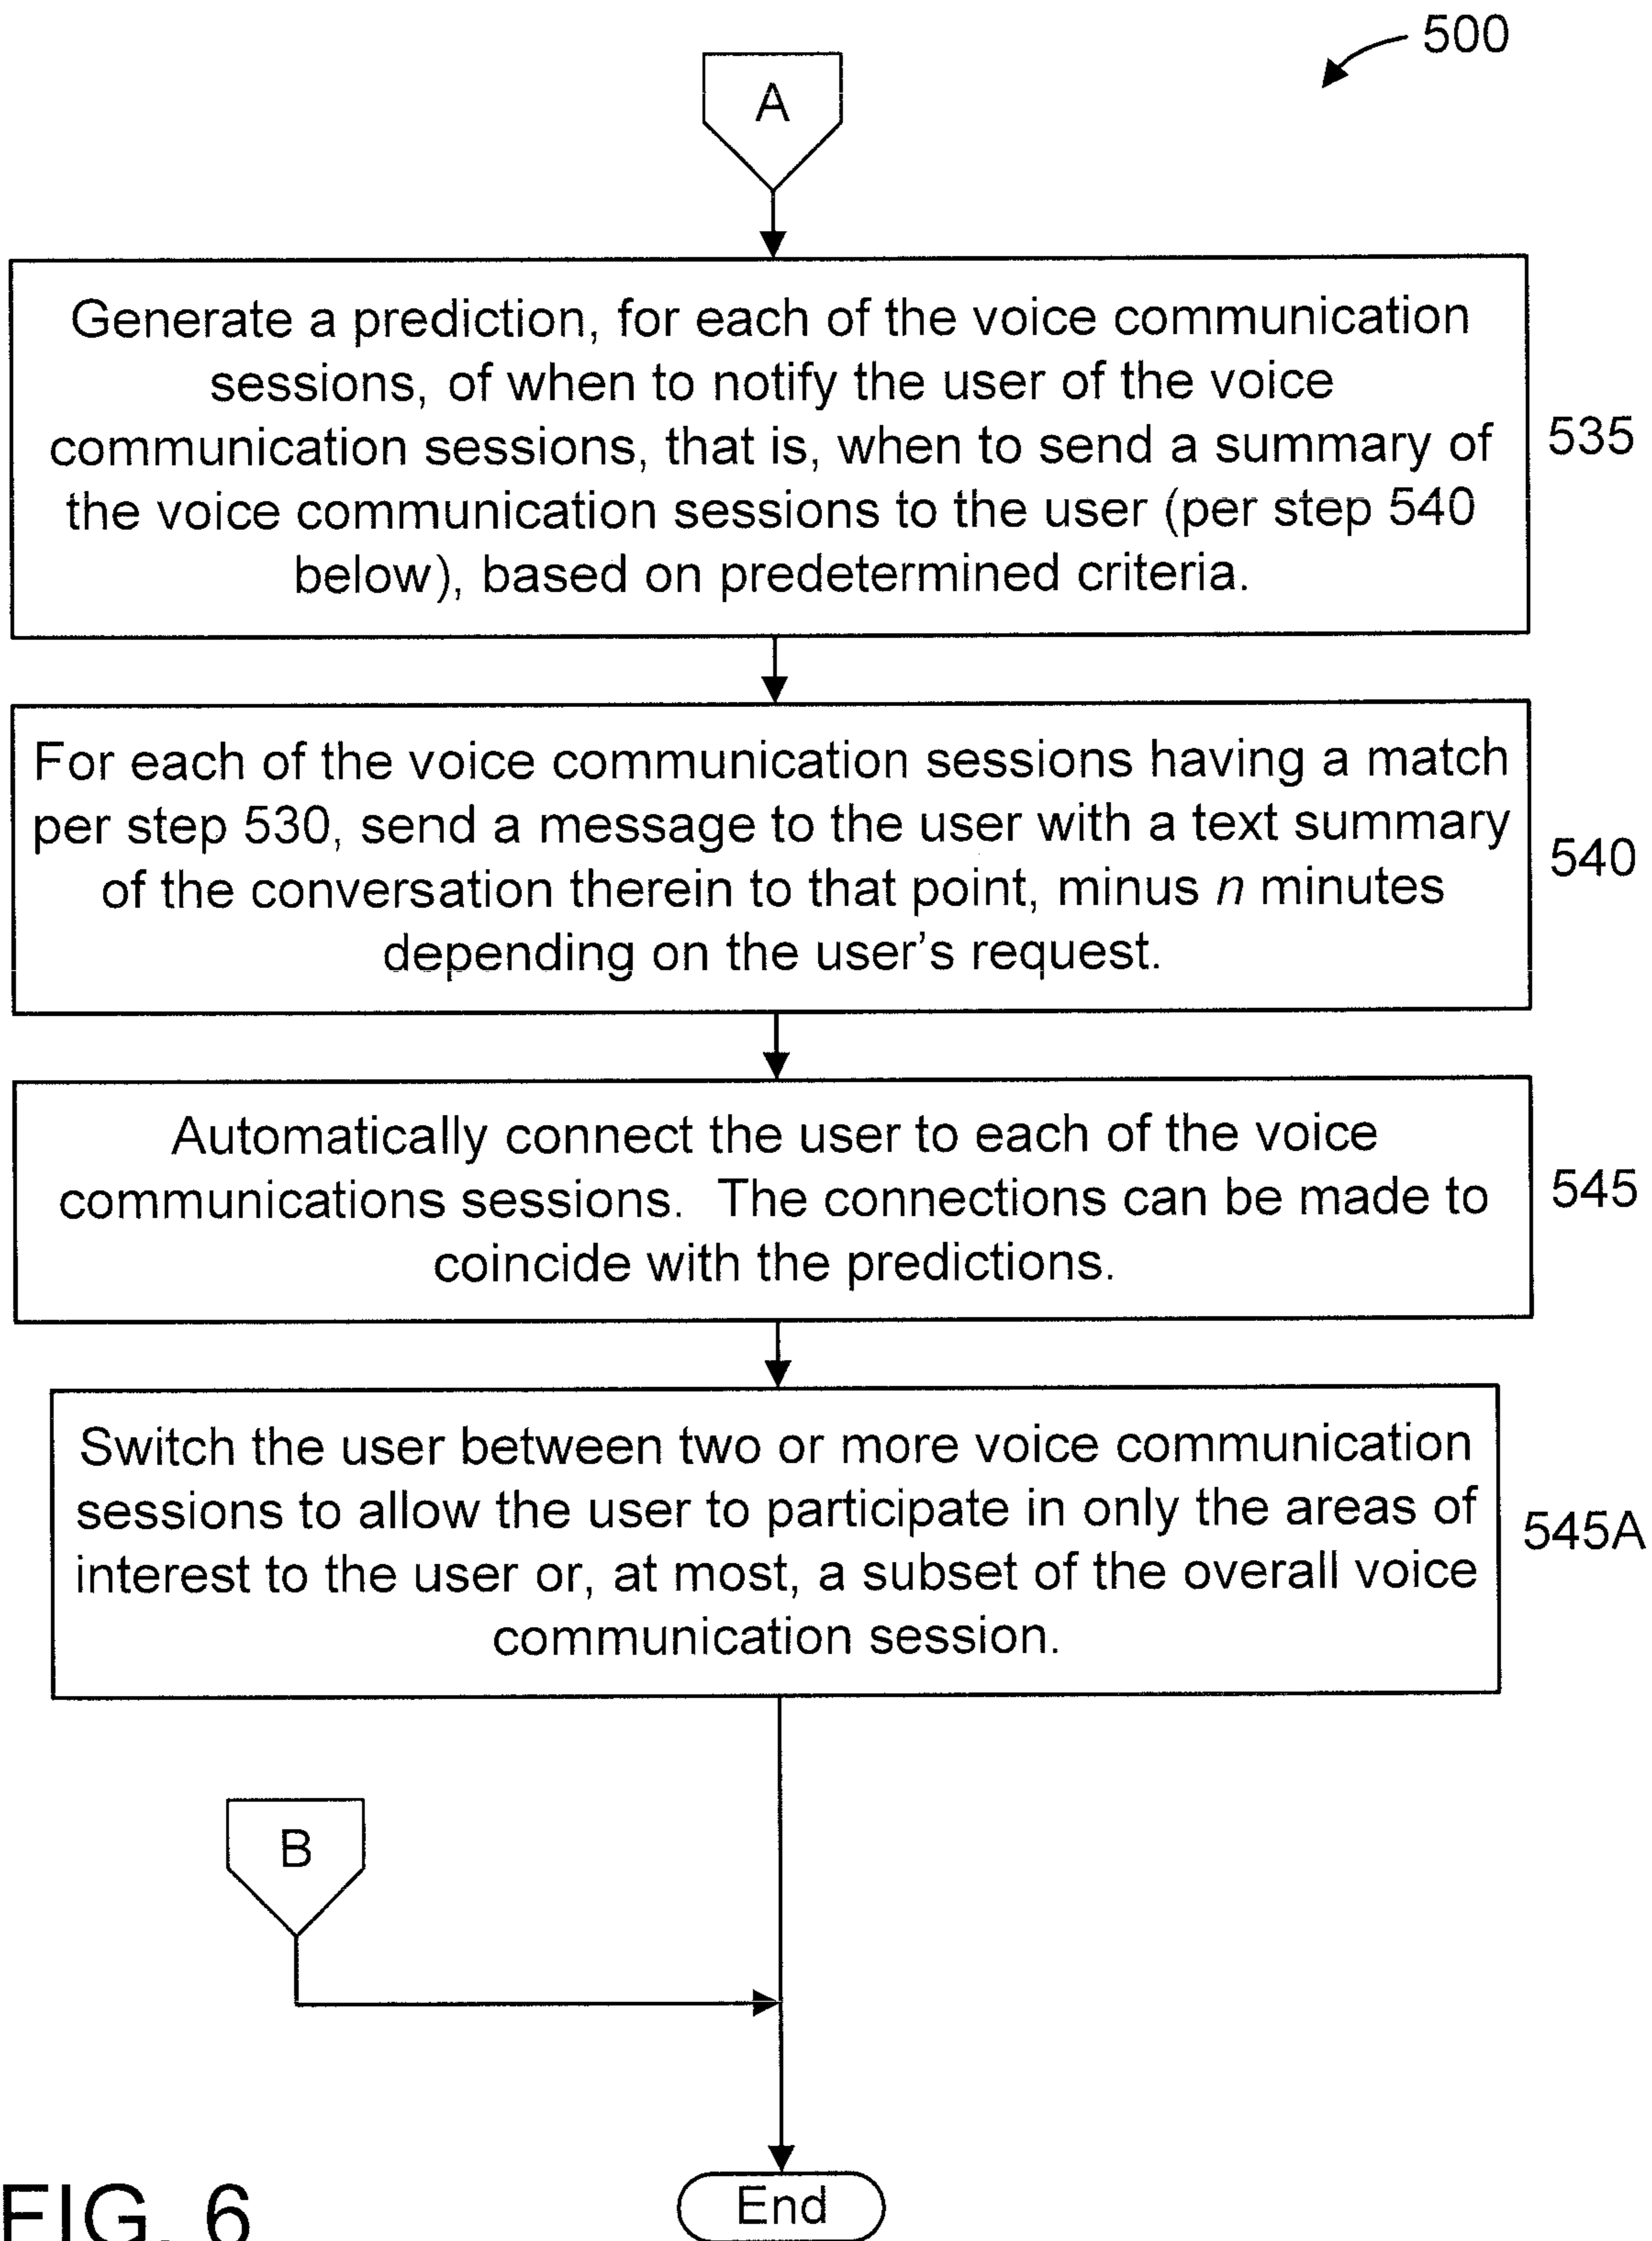 500
A
Generate a prediction, for each of the voice communication
sessions, of when to notify the user of the voice
communication sessions, that is, when to send a summary of
the voice communication sessions to the user (per step 540
below), based on predetermined criteria.
535
For each of the voice communication sessions having a match
per step 530, send a message to the user with a text summary
of the conversation therein to that point, minus n minutes
depending on the user's request.
540
Automatically connect the user to each of the voice
communications sessions. The connections can be made to
coincide with the predictions.
545
Switch the user between two or more voice communication
sessions to allow the user to participate in only the areas of
interest to the user or, at most, a subset of the overall voice
communication session.
545A
B
End
FIG. 6